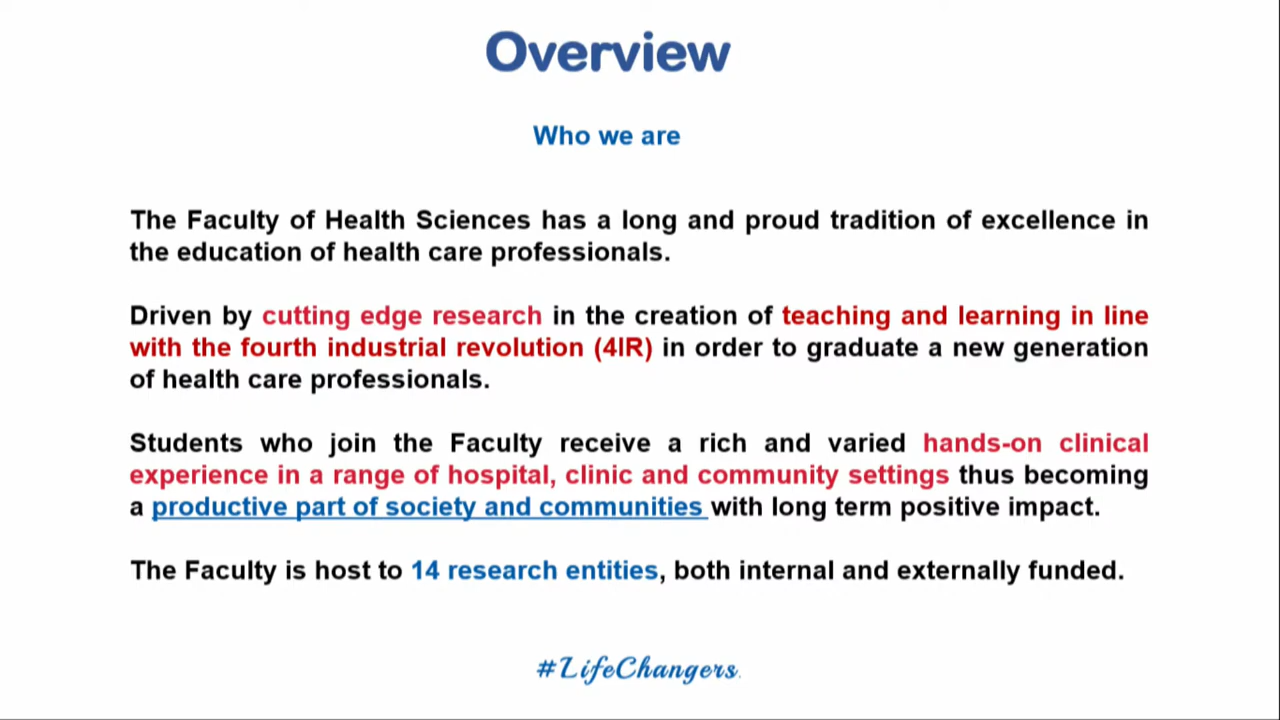 Overview
Who we are
The Faculty of Health Sciences has a long and proud tradition of excellence in
the education of health care professionals.
Driven by cutting edge research in the creation of teaching and learning in line
with the fourth industrial revolution (4IR) in order to graduate a new generation
of health care professionals.
Students who join the Faculty receive a rich and varied hands-on clinical
experience in a range of hospital, clinic and community settings thus becoming
a productive part of society and communities with long term positive impact.
The Faculty is host to 14 research entities, both internal and externally funded.
#LifeChangers.